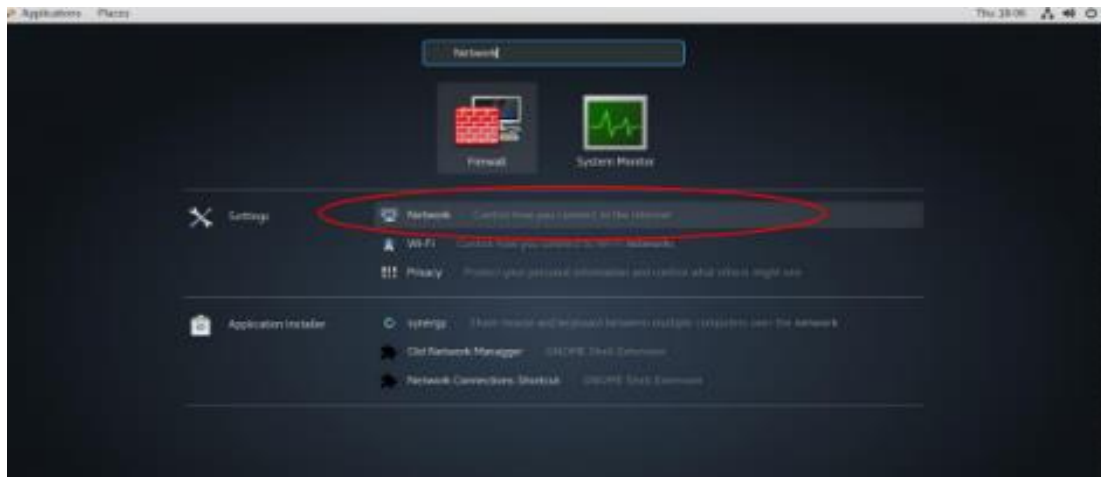 Applications Places Thu 18:06
Network
Firewall System Monitor
Settings Network Control how you connect to the Internet
Wi-Fi Control how you connect to Wi-Fi networks
Privacy Protect your personal information and control what others might see
Application Installer synergy Share mouse and keyboard between multiple computers over the network
Old Network Manager GNOME Shell Extension
Network Connections Shortcut GNOME Shell Extension